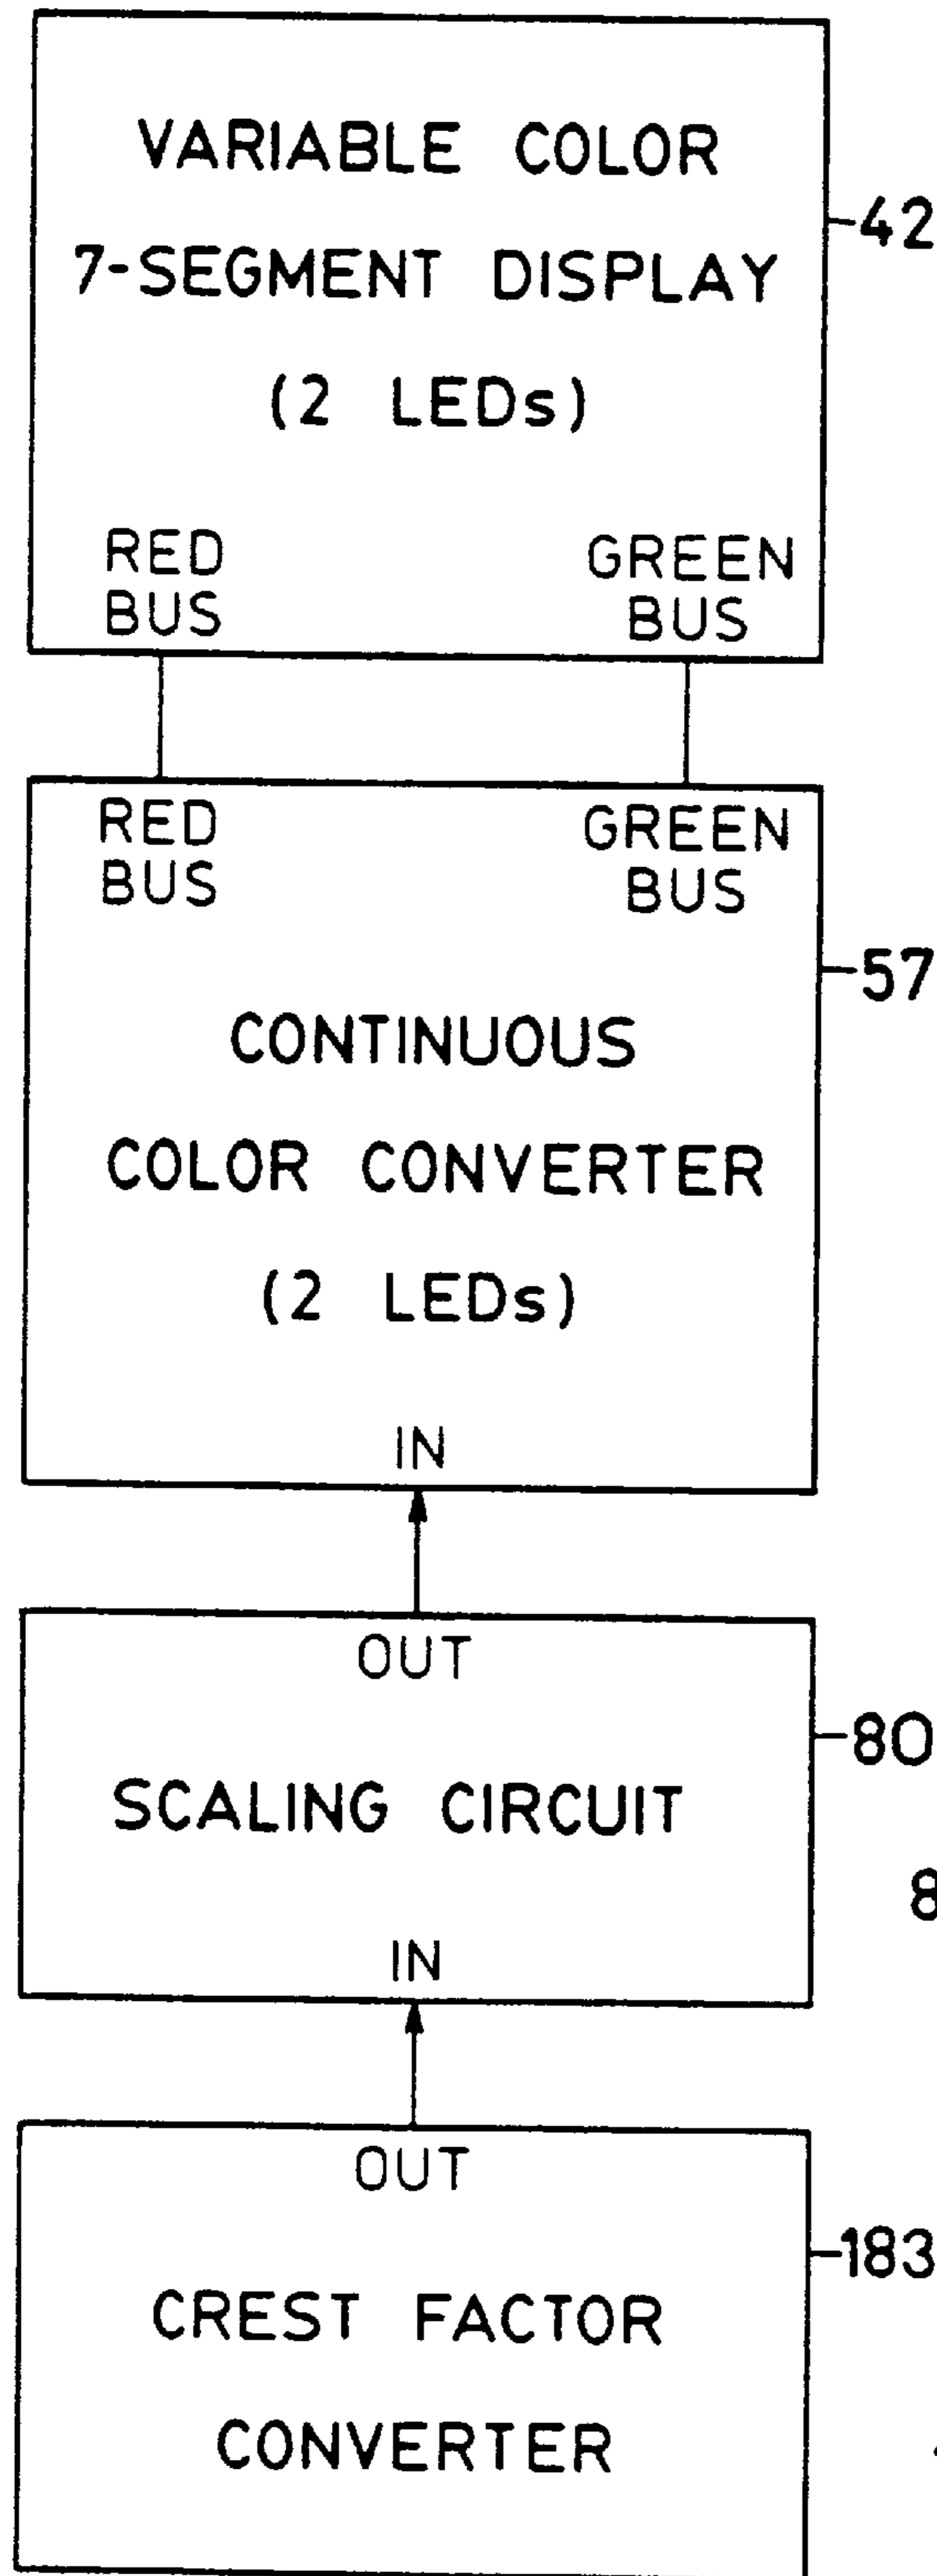 VARIABLE COLOR
7-SEGMENT DISPLAY
(2 LEDs)
42
RED BUS
GREEN BUS
RED BUS
GREEN BUS
57
CONTINUOUS
COLOR CONVERTER
(2 LEDs)
IN
OUT
80
SCALING CIRCUIT
8
IN
OUT
183
CREST FACTOR
CONVERTER